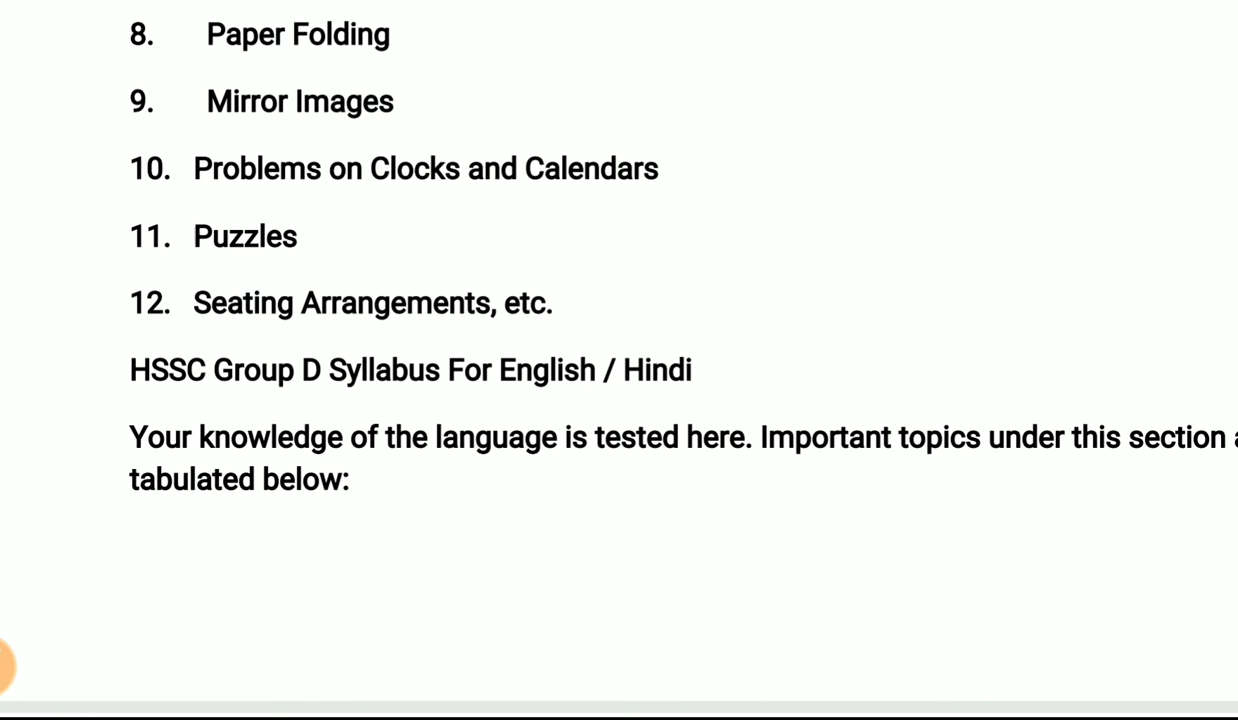 8. Paper Folding
9. Mirror Images
10. Problems on Clocks and Calendars
11. Puzzles
12. Seating Arrangements, etc.
HSSC Group D Syllabus For English / Hindi
Your knowledge of the language is tested here. Important topics under this section
tabulated below: